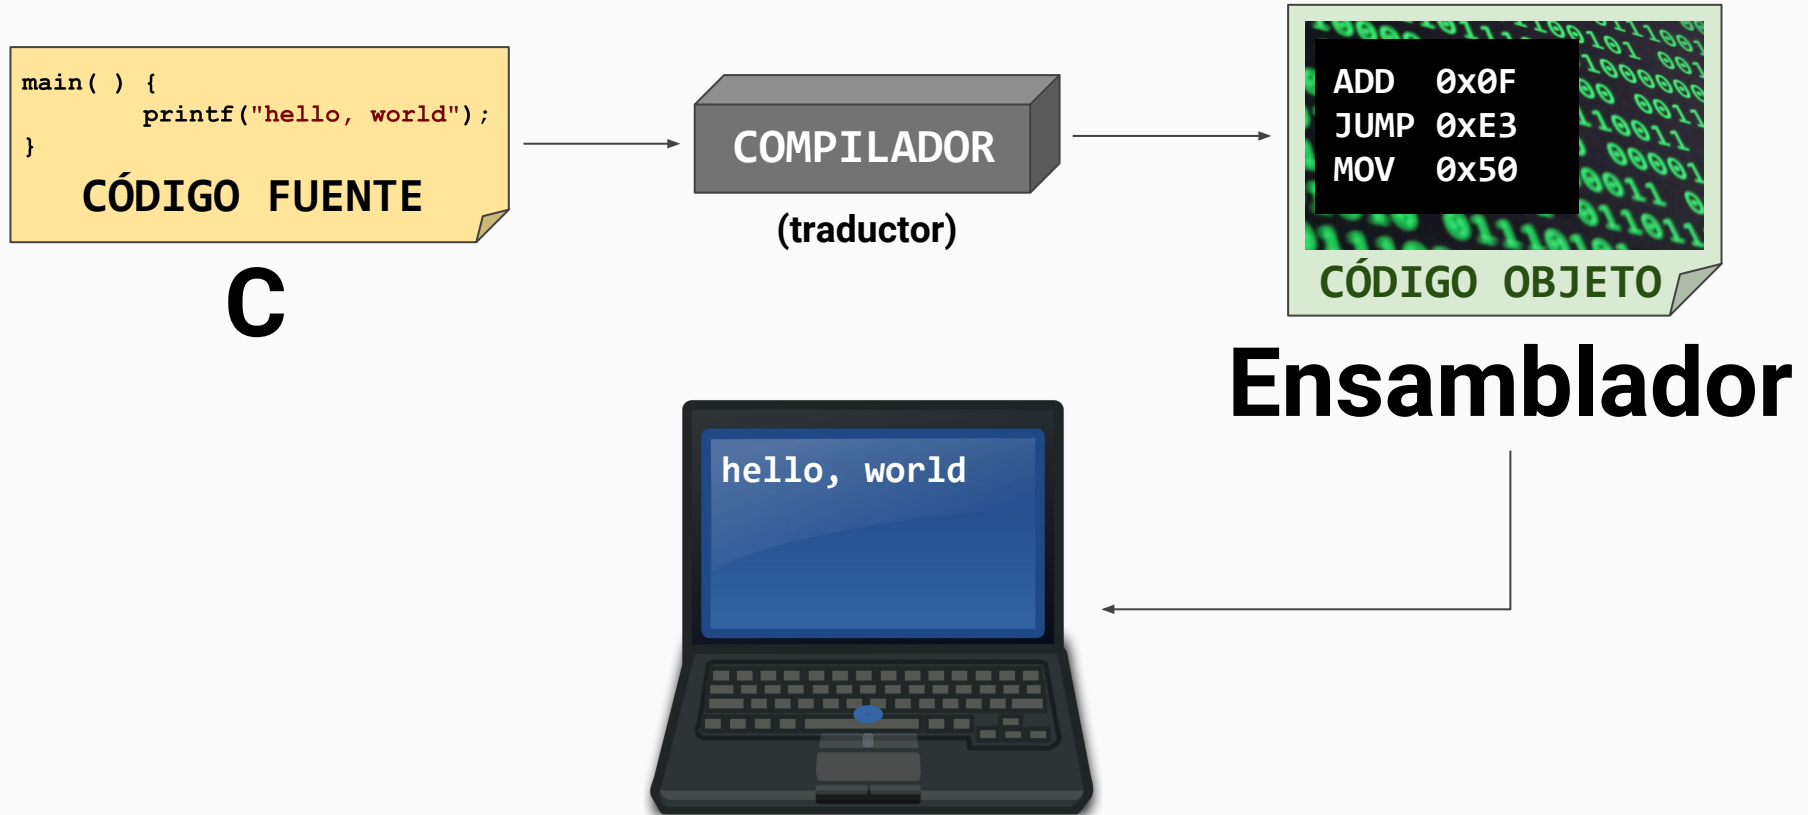 main( ) {
printf("hello, world");
}
CÓDIGO FUENTE
C
COMPILADOR
(traductor)
ADD 0x0F
JUMP 0xE3
MOV 0x50
CÓDIGO OBJETO
Ensamblador
hello, world